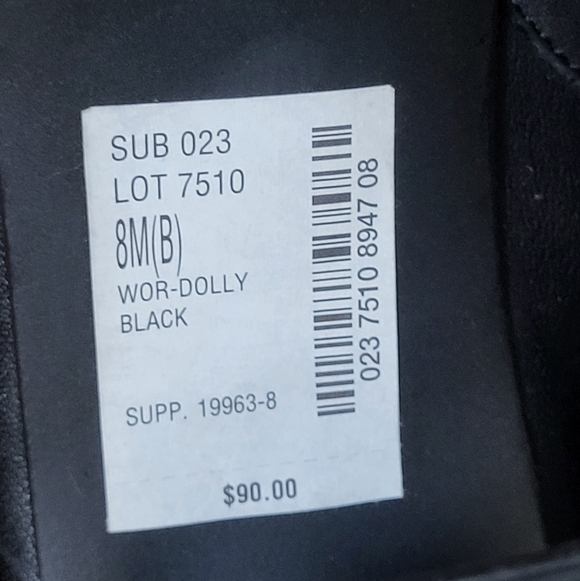 SUB 023
LOT 7510
8M(B)
WOR-DOLLY
BLACK
SUPP. 19963-8
$90.00
023 7510 8947 08